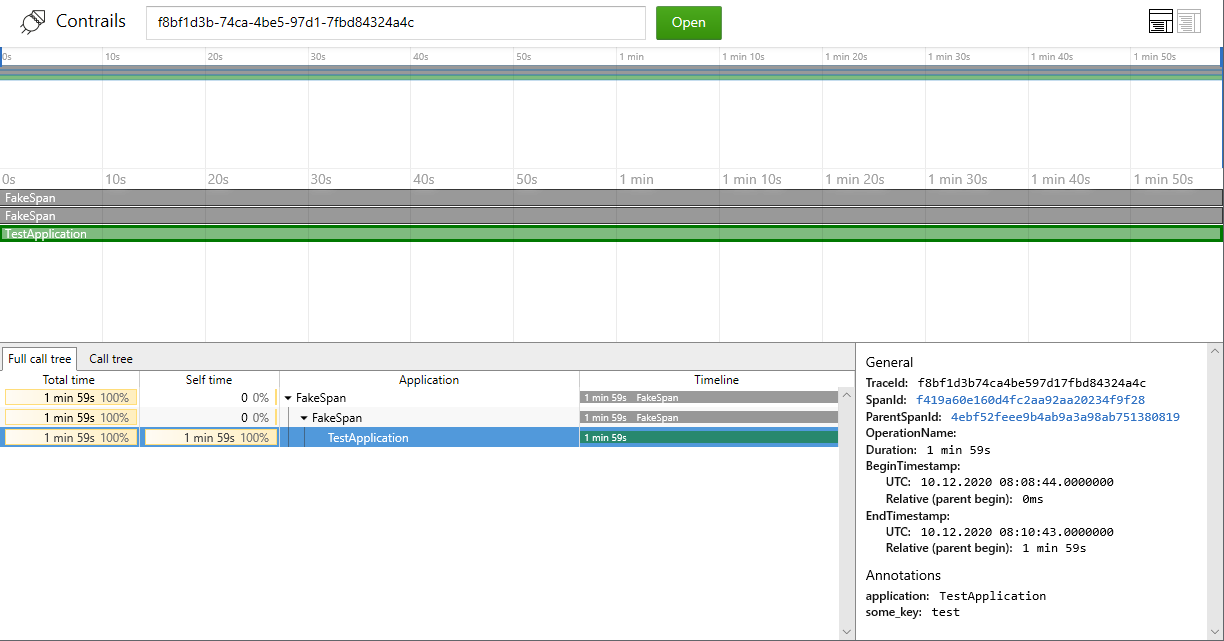 Contrails f8bf1d3b-74ca-4be5-97d1-7fbd84324a4c Open
0s 10s 20s 30s 40s 50s 1 min 1 min 10s 1 min 20s 1 min 30s 1 min 40s 1 min 50s
0s 10s 20s 30s 40s 50s 1 min 1 min 10s 1 min 20s 1 min 30s 1 min 40s 1 min 50s
FakeSpan
FakeSpan
TestApplication
Full call tree Call tree
Total time Self time Application Timeline
1 min 59s 100% 0 0% FakeSpan 1 min 59s FakeSpan
1 min 59s 100% 0 0% FakeSpan 1 min 59s FakeSpan
1 min 59s 100% 1 min 59s 100% TestApplication 1 min 59s
General
TraceId: f8bf1d3b74ca4be597d17fbd84324a4c
SpanId: f419a60e160d4fc2aa92aa20234f9f28
ParentSpanId: 4ebf52feee9b4ab9a3a98ab751380819
OperationName:
Duration: 1 min 59s
BeginTimestamp:
UTC: 10.12.2020 08:08:44.0000000
Relative (parent begin): 0ms
EndTimestamp:
UTC: 10.12.2020 08:10:43.0000000
Relative (parent begin): 1 min 59s
Annotations
application: TestApplication
some_key: test